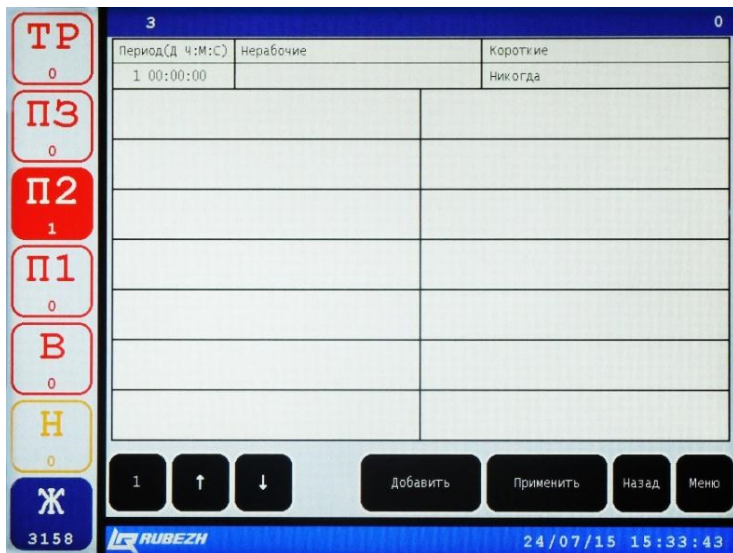 ТР
0
ПЗ
0
П2
1
П1
0
В
0
Н
0
Ж
3158
3 0
Период(Д Ч:М:С) Нерабочие Короткие
1 00:00:00 Никогда
1 ↑ ↓ Добавить Применить Назад Меню
RUBEZH 24/07/15 15:33:43